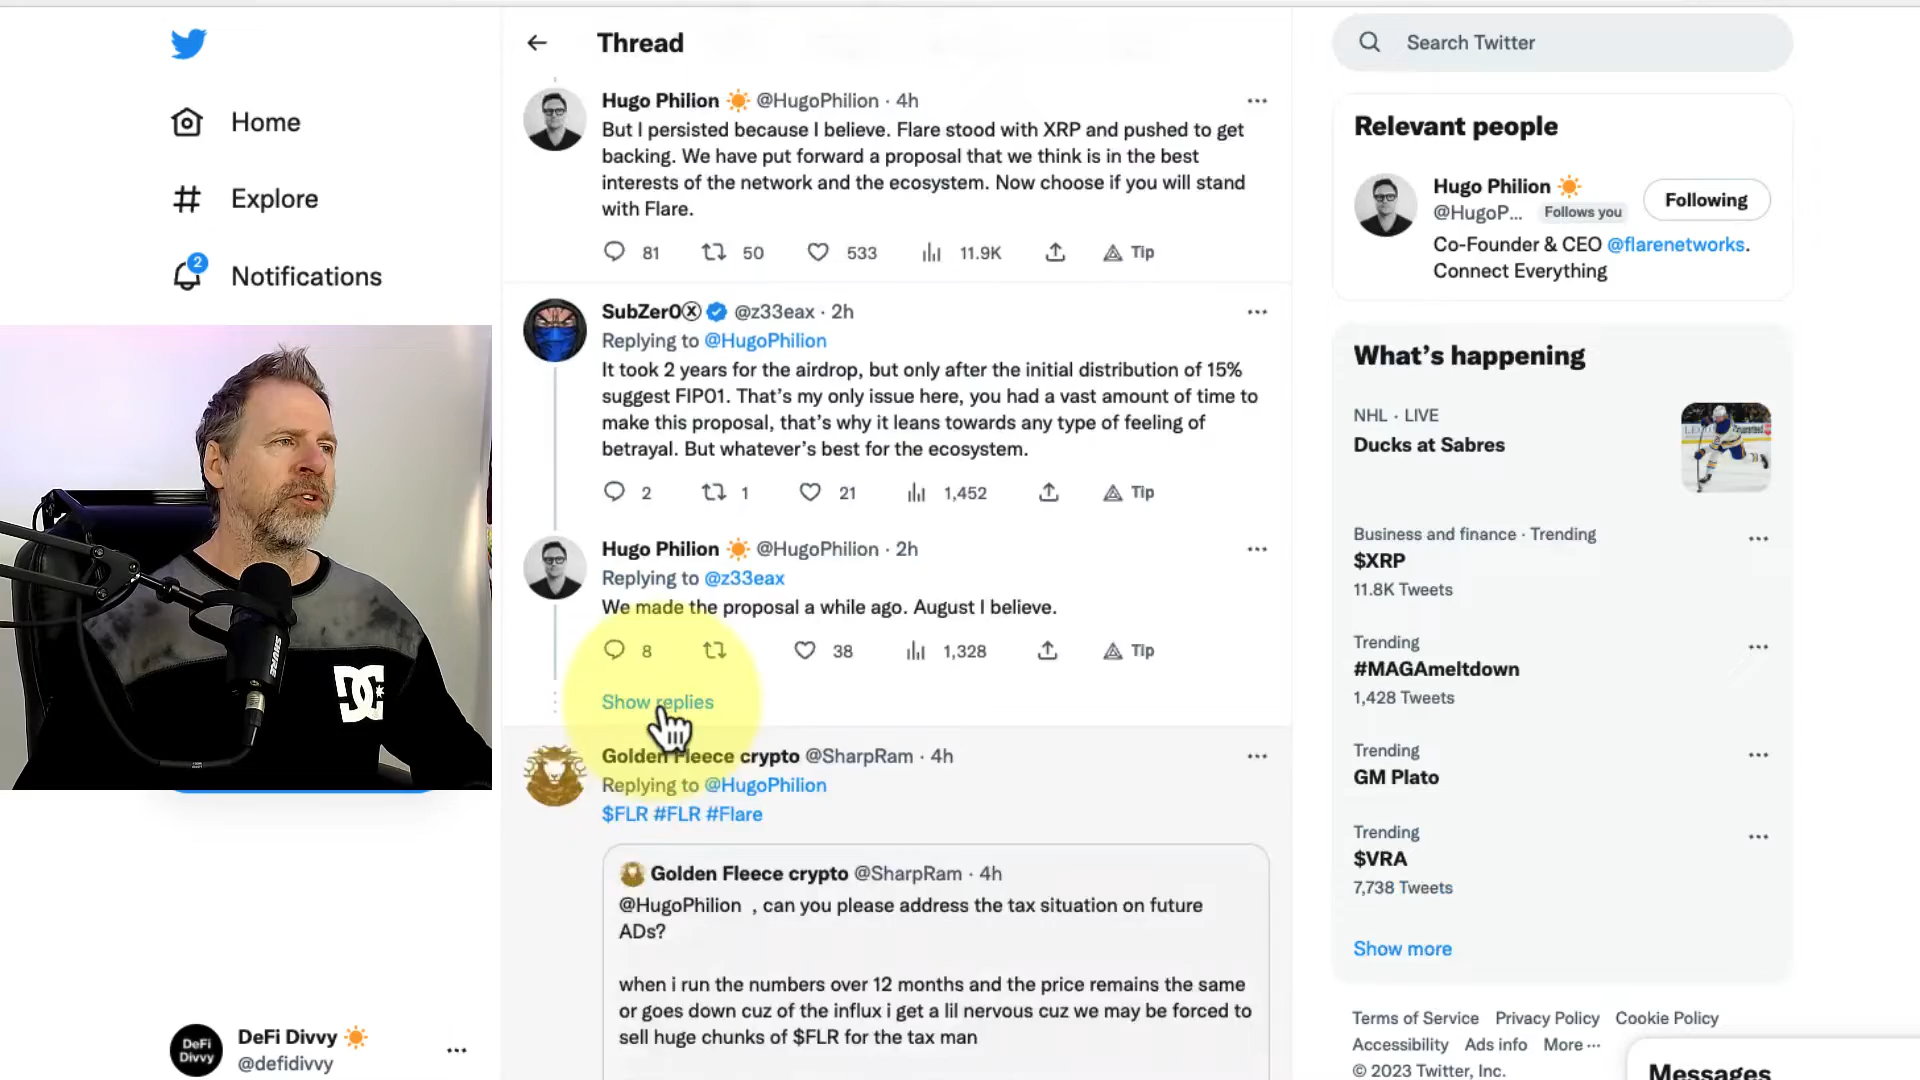 Thread
Search Twitter
Home
Explore
2
Notifications
Hugo Philion @HugoPhilion · 4h
But I persisted because I believe. Flare stood with XRP and pushed to get
backing. We have put forward a proposal that we think is in the best
interests of the network and the ecosystem. Now choose if you will stand
with Flare.
81 50 533 11.9K Tip
SubZer0Ⓧ @z33eax · 2h
Replying to @HugoPhilion
It took 2 years for the airdrop, but only after the initial distribution of 15%
suggest FIP01. That's my only issue here, you had a vast amount of time to
make this proposal, that's why it leans towards any type of feeling of
betrayal. But whatever's best for the ecosystem.
2 1 21 1,452 Tip
Hugo Philion @HugoPhilion · 2h
Replying to @z33eax
We made the proposal a while ago. August I believe.
8 38 1,328 Tip
Show replies
Golden Fleece crypto @SharpRam · 4h
Replying to @HugoPhilion
$FLR #FLR #Flare
Golden Fleece crypto @SharpRam · 4h
@HugoPhilion , can you please address the tax situation on future
ADs?
when i run the numbers over 12 months and the price remains the same
or goes down cuz of the influx i get a lil nervous cuz we may be forced to
sell huge chunks of $FLR for the tax man
Relevant people
Hugo Philion
@HugoP... Follows you
Following
Co-Founder & CEO @flarenetworks.
Connect Everything
What's happening
NHL · LIVE
Ducks at Sabres
Business and finance · Trending
$XRP
11.8K Tweets
Trending
#MAGAmeltdown
1,428 Tweets
Trending
GM Plato
Trending
$VRA
7,738 Tweets
Show more
Terms of Service Privacy Policy Cookie Policy
Accessibility Ads info More ...
© 2023 Twitter, Inc.
Messages
SHURE
DC
DeFi
Divvy
DeFi Divvy
@defidivvy